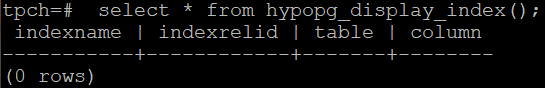 tpch=#  select * from hypopg_display_index();
 indexname | indexrelid | table | column
-----------+------------+-------+--------
(0 rows)